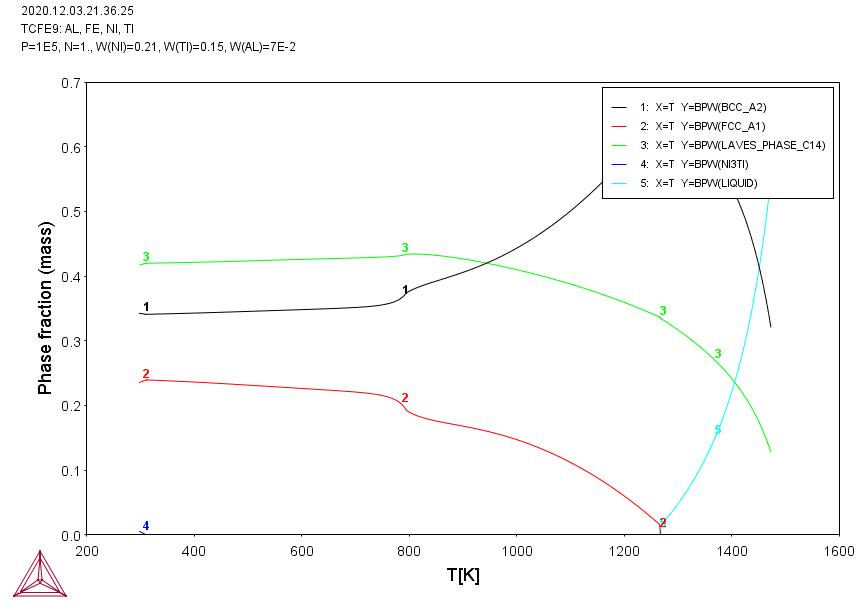 2020.12.03.21.36.25
TCFE9: AL, FE, NI, TI
P=1E5, N=1., W(NI)=0.21, W(TI)=0.15, W(AL)=7E-2
0.7
0.6
0.5
0.4
0.3
0.2
0.1
0.0
Phase fraction (mass)
1: X=T Y=BPW(BCC_A2)
2: X=T Y=BPW(FCC_A1)
3: X=T Y=BPW(LAVES_PHASE_C14)
4: X=T Y=BPW(NI3TI)
5: X=T Y=BPW(LIQUID)
3
3
1
1
3
3
2
2
5
4
2
200 400 600 800 1000 1200 1400 1600
T[K]